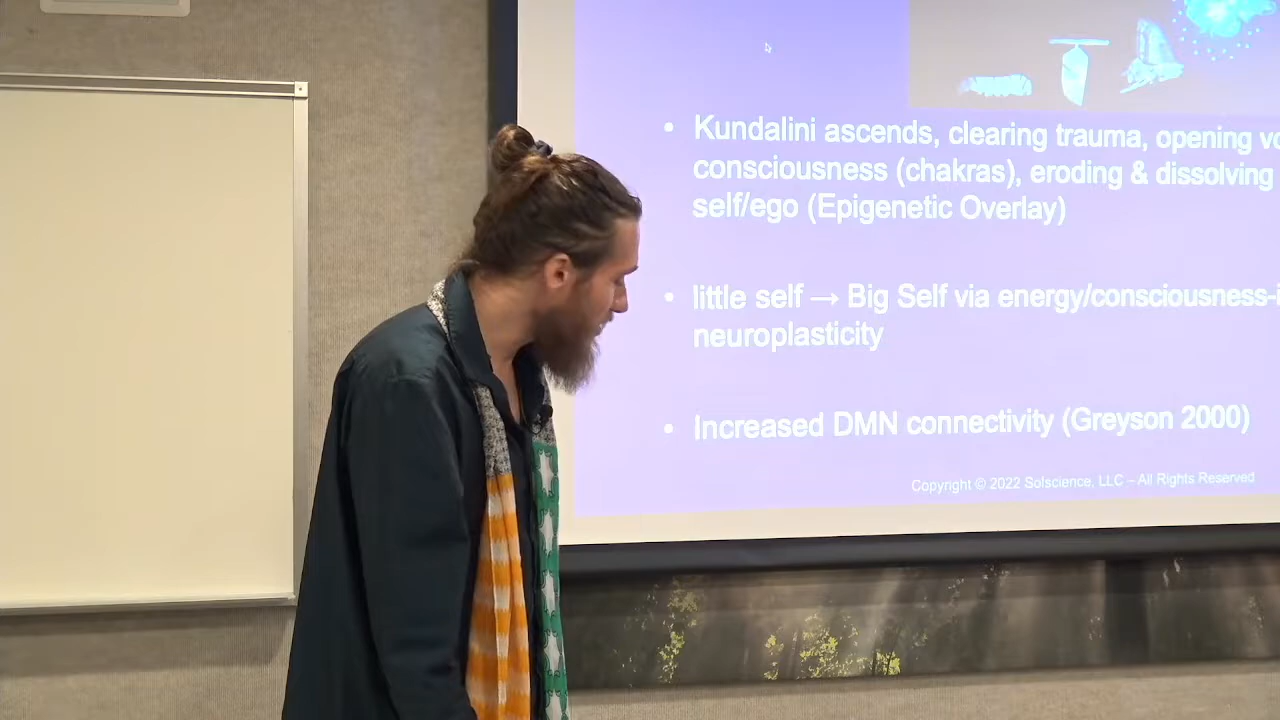 • Kundalini ascends, clearing trauma, opening
consciousness (chakras), eroding & dissolving
self/ego (Epigenetic Overlay)
• little self → Big Self via energy/consciousness-
neuroplasticity
• Increased DMN connectivity (Greyson 2000)
Copyright © 2022 Solscience, LLC – All Rights Reserved